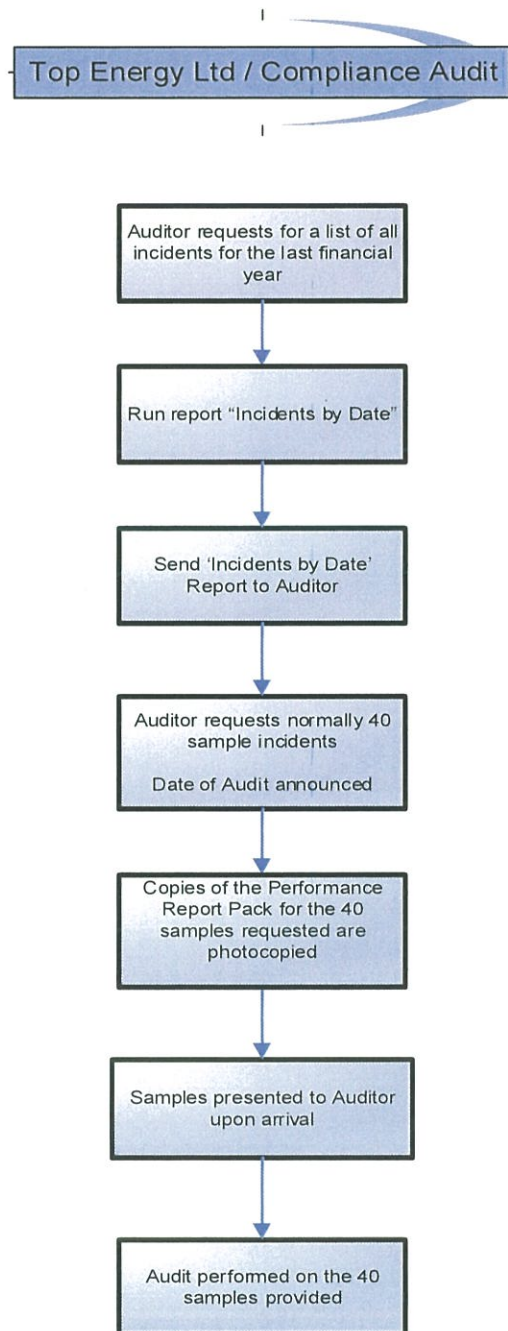 Top Energy Ltd / Compliance Audit
Auditor requests for a list of all
incidents for the last financial
year
Run report “Incidents by Date”
Send ‘Incidents by Date’
Report to Auditor
Auditor requests normally 40
sample incidents
Date of Audit announced
Copies of the Performance
Report Pack for the 40
samples requested are
photocopied
Samples presented to Auditor
upon arrival
Audit performed on the 40
samples provided